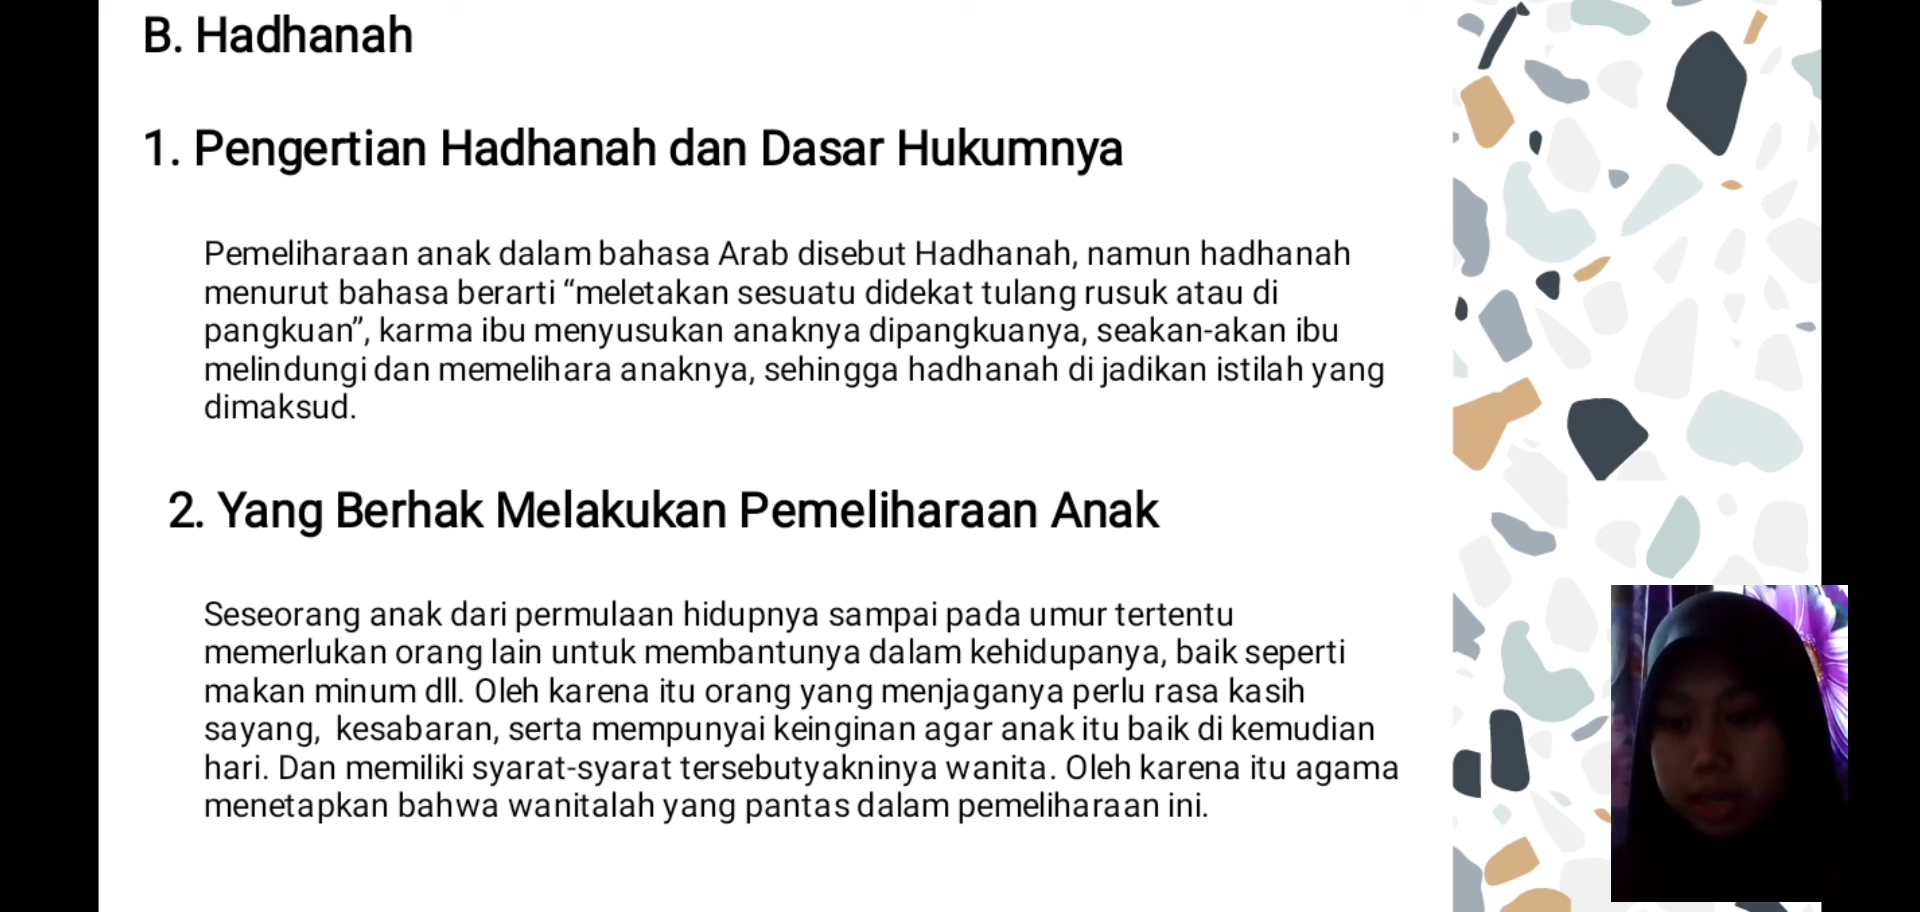 B. Hadhanah
1. Pengertian Hadhanah dan Dasar Hukumnya
Pemeliharaan anak dalam bahasa Arab disebut Hadhanah, namun hadhanah
menurut bahasa berarti “meletakan sesuatu didekat tulang rusuk atau di
pangkuan”, karma ibu menyusukan anaknya dipangkuanya, seakan-akan ibu
melindungi dan memelihara anaknya, sehingga hadhanah di jadikan istilah yang
dimaksud.
2. Yang Berhak Melakukan Pemeliharaan Anak
Seseorang anak dari permulaan hidupnya sampai pada umur tertentu
memerlukan orang lain untuk membantunya dalam kehidupanya, baik seperti
makan minum dll. Oleh karena itu orang yang menjaganya perlu rasa kasih
sayang,  kesabaran, serta mempunyai keinginan agar anak itu baik di kemudian
hari. Dan memiliki syarat-syarat tersebutyakninya wanita. Oleh karena itu agama
menetapkan bahwa wanitalah yang pantas dalam pemeliharaan ini.